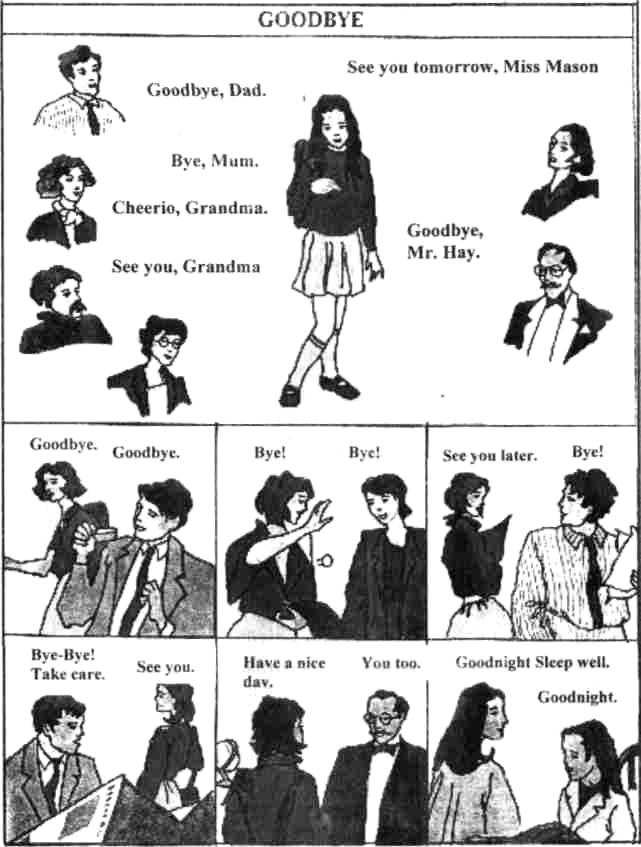 GOODBYE
See you tomorrow, Miss Mason
Goodbye, Dad.
Bye, Mum.
Cheerio, Grandma.
Goodbye,
Mr. Hay.
See you, Grandma
Goodbye.
Goodbye.
Bye!
Bye!
See you later.
Bye!
Bye-Bye!
Take care.
See you.
Have a nice
day.
You too.
Goodnight Sleep well.
Goodnight.